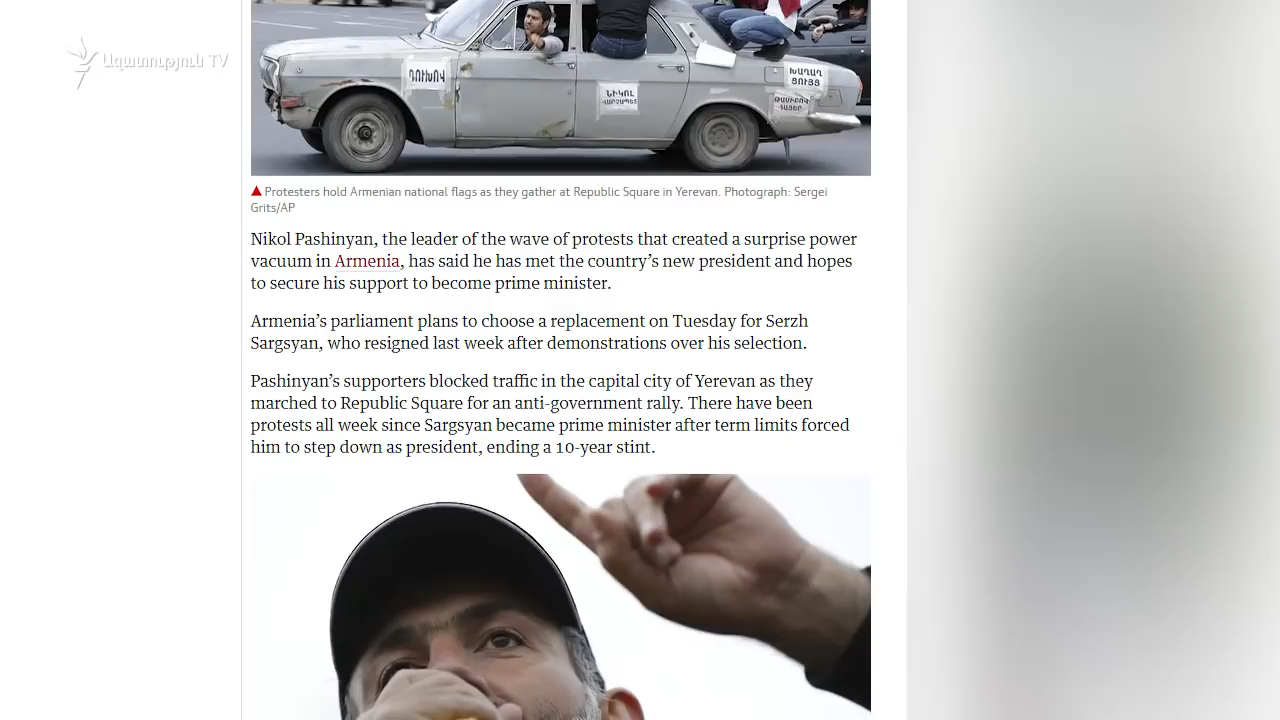 Ազատություն TV
ԴՈՒԽՈՎ
ՆԻԿՈԼ
ՎԱՐՉԱՊԵՏ
ԽԱՂԱՂ
ՑՈՒՅՑ
▲ Protesters hold Armenian national flags as they gather at Republic Square in Yerevan. Photograph: Sergei
Grits/AP
Nikol Pashinyan, the leader of the wave of protests that created a surprise power
vacuum in Armenia, has said he has met the country’s new president and hopes
to secure his support to become prime minister.
Armenia’s parliament plans to choose a replacement on Tuesday for Serzh
Sargsyan, who resigned last week after demonstrations over his selection.
Pashinyan’s supporters blocked traffic in the capital city of Yerevan as they
marched to Republic Square for an anti-government rally. There have been
protests all week since Sargsyan became prime minister after term limits forced
him to step down as president, ending a 10-year stint.